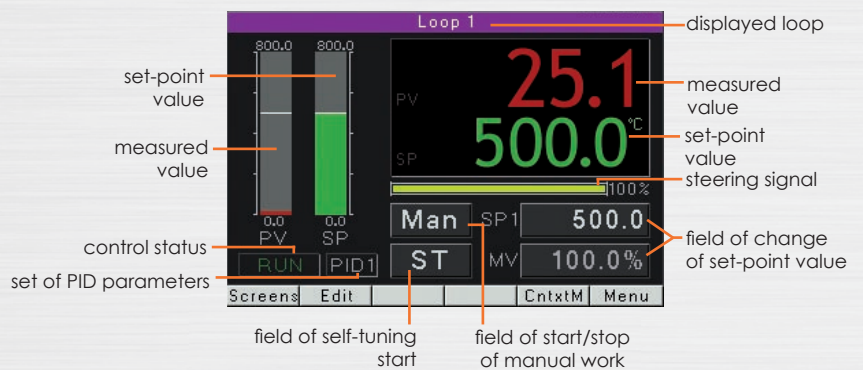 Loop 1
displayed loop
800.0 800.0
set-point
value
measured
value
PV
25.1
measured
value
SP
500.0
°C
set-point
value
100%
steering signal
0.0 0.0
PV SP
Man
SP1
500.0
control status
RUN
PID1
ST
MV
100.0%
field of change
of set-point value
set of PID parameters
Screens Edit CntxtM Menu
field of self-tuning
start
field of start/stop
of manual work